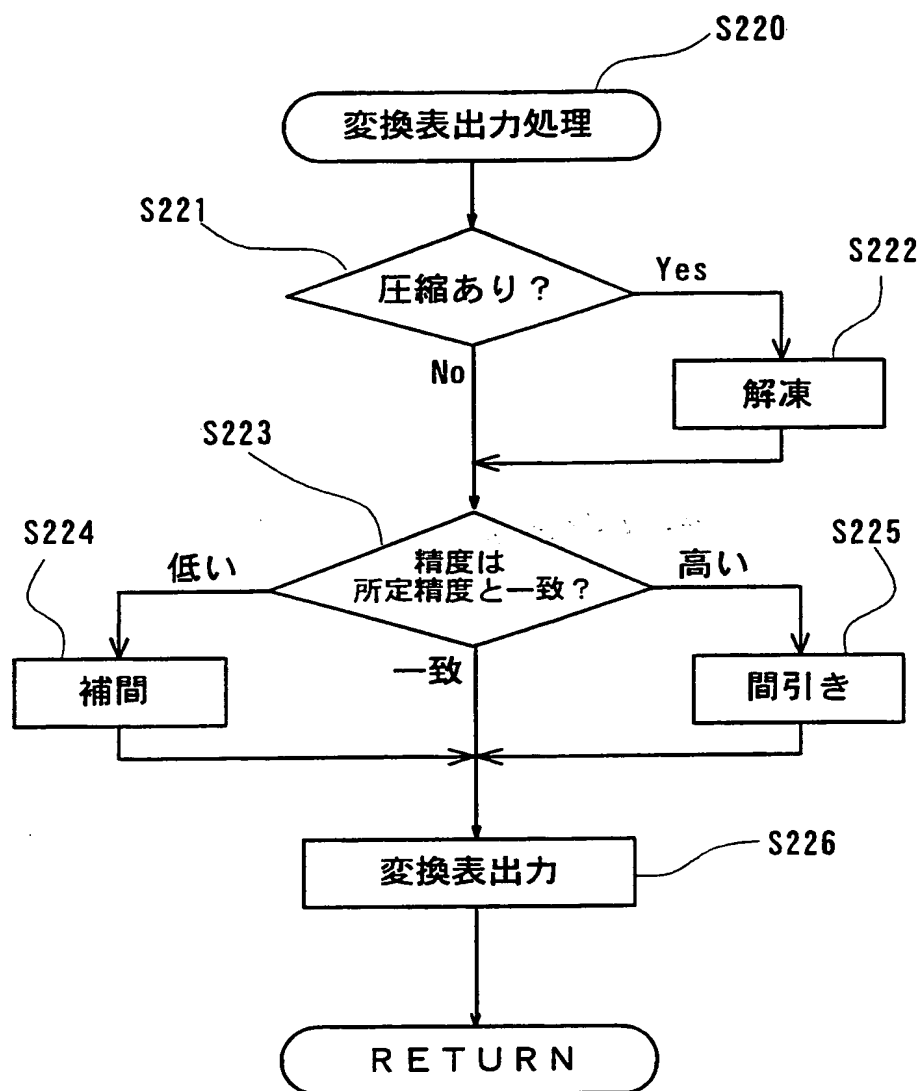 S220
変換表出力処理
S221
圧縮あり?
Yes
S222
No
解凍
S223
S224
S225
低い
精度は
所定精度と一致?
高い
補間
一致
間引き
変換表出力
S226
RETURN